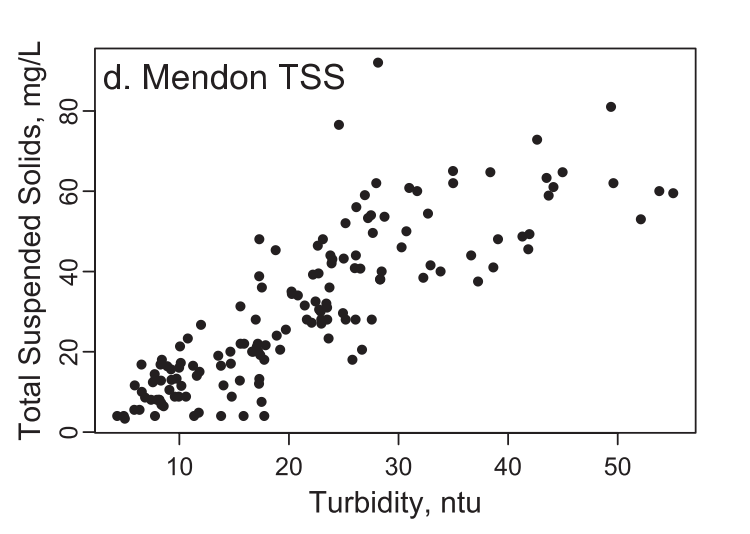 d. Mendon TSS
Total Suspended Solids, mg/L
80
60
40
20
0
10 20 30 40 50
Turbidity, ntu